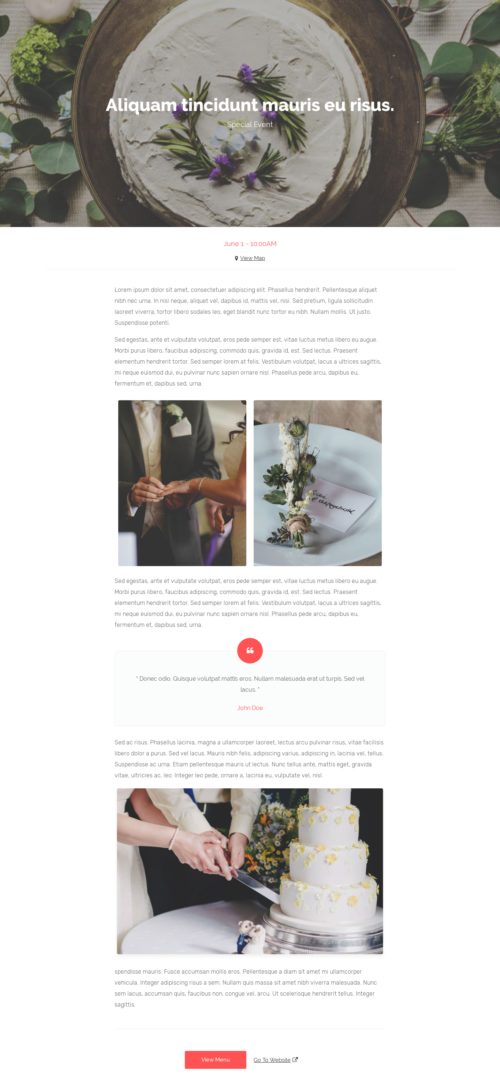 Aliquam tincidunt mauris eu risus.
Special Event
June 1 - 10:00AM
View Map
Lorem ipsum dolor sit amet, consectetuer adipiscing elit. Phasellus hendrerit. Pellentesque aliquet
nibh nec urna. In nisi neque, aliquet vel, dapibus id, mattis vel, nisi. Sed pretium, ligula sollicitudin
laoreet viverra, tortor libero sodales leo, eget blandit nunc tortor eu nibh. Nullam mollis. Ut justo.
Suspendisse potenti.
Sed egestas, ante et vulputate volutpat, eros pede semper est, vitae luctus metus libero eu augue.
Morbi purus libero, faucibus adipiscing, commodo quis, gravida id, est. Sed lectus. Praesent
elementum hendrerit tortor. Sed semper lorem at felis. Vestibulum volutpat, lacus a ultrices sagittis,
mi neque euismod dui, eu pulvinar nunc sapien ornare nisl. Phasellus pede arcu, dapibus eu,
fermentum et, dapibus sed, urna.
Sed egestas, ante et vulputate volutpat, eros pede semper est, vitae luctus metus libero eu augue.
Morbi purus libero, faucibus adipiscing, commodo quis, gravida id, est. Sed lectus. Praesent
elementum hendrerit tortor. Sed semper lorem at felis. Vestibulum volutpat, lacus a ultrices sagittis,
mi neque euismod dui, eu pulvinar nunc sapien ornare nisl. Phasellus pede arcu, dapibus eu,
fermentum et, dapibus sed, urna.
" Donec odio. Quisque volutpat mattis eros. Nullam malesuada erat ut turpis. Sed vel
lacus. "
John Doe
Sed ac risus. Phasellus lacinia, magna a ullamcorper laoreet, lectus arcu pulvinar risus, vitae facilisis
libero dolor a purus. Sed vel lacus. Mauris nibh felis, adipiscing varius, adipiscing in, lacinia vel, tellus.
Suspendisse ac urna. Etiam pellentesque mauris ut lectus. Nunc tellus ante, mattis eget, gravida
vitae, ultricies ac, leo. Integer leo pede, ornare a, lacinia eu, vulputate vel, nisl.
spendisse mauris. Fusce accumsan mollis eros. Pellentesque a diam sit amet mi ullamcorper
vehicula. Integer adipiscing risus a sem. Nullam quis massa sit amet nibh viverra malesuada. Nunc
sem lacus, accumsan quis, faucibus non, congue vel, arcu. Ut scelerisque hendrerit tellus. Integer
sagittis.
View Menu
Go To Website